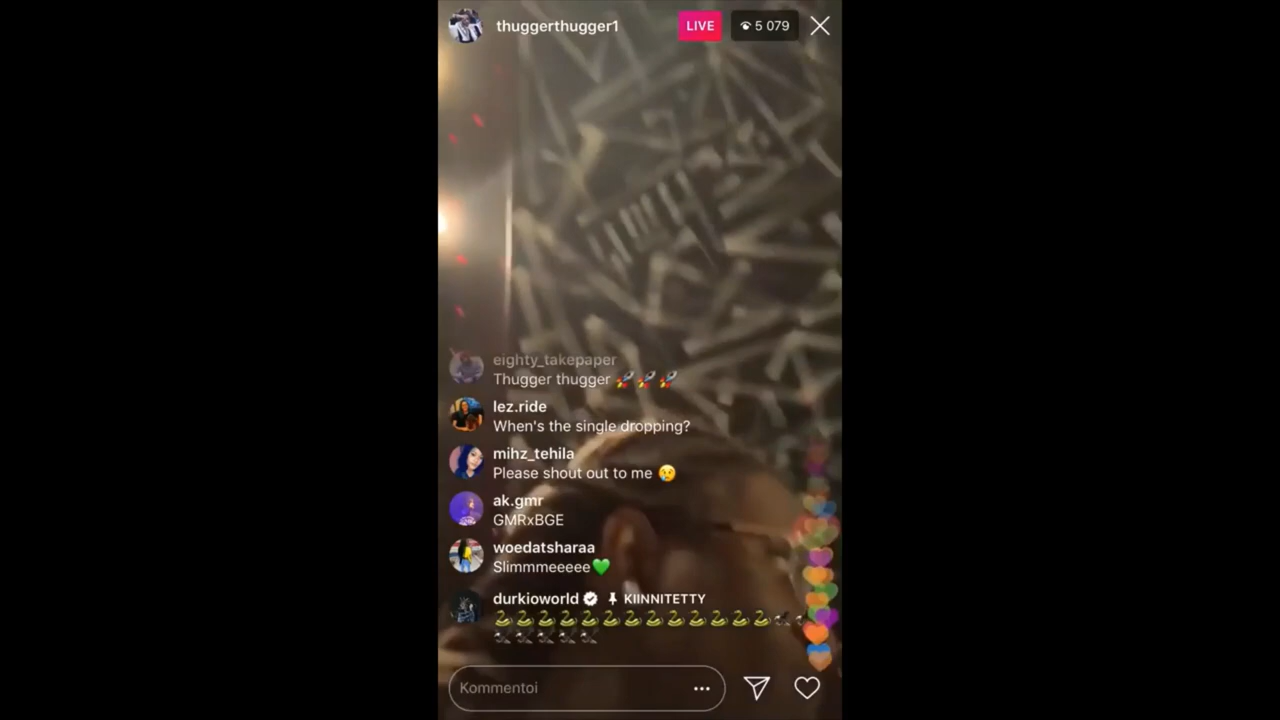 thuggerthugger1
LIVE
5 079
eighty_takepaper
Thugger thugger 🚀🚀🚀
lez.ride
When's the single dropping?
mihz_tehila
Please shout out to me 😢
ak.gmr
GMRxBGE
woedatsharaa
Slimmmeeeee💚
durkioworld KIINNITETTY
Kommentoi